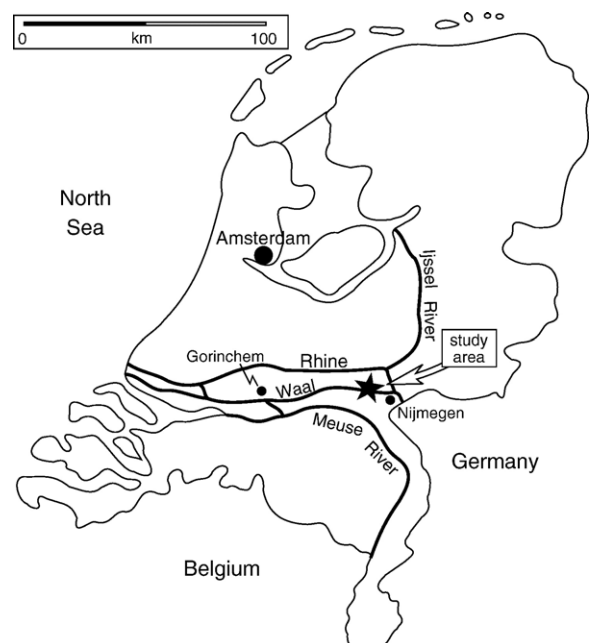 0 km 100
North
Sea
Amsterdam
Ijssel
River
study
area
Gorinchem
Rhine
Waal
Nijmegen
Meuse
River
Germany
Belgium